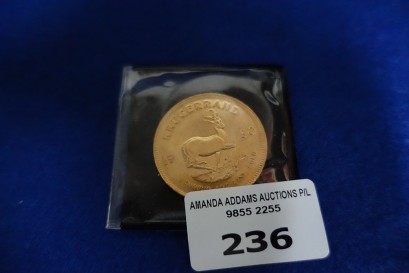 KRUGERRAND
AMANDA ADDAMS AUCTIONS P/L
9855 2255
236